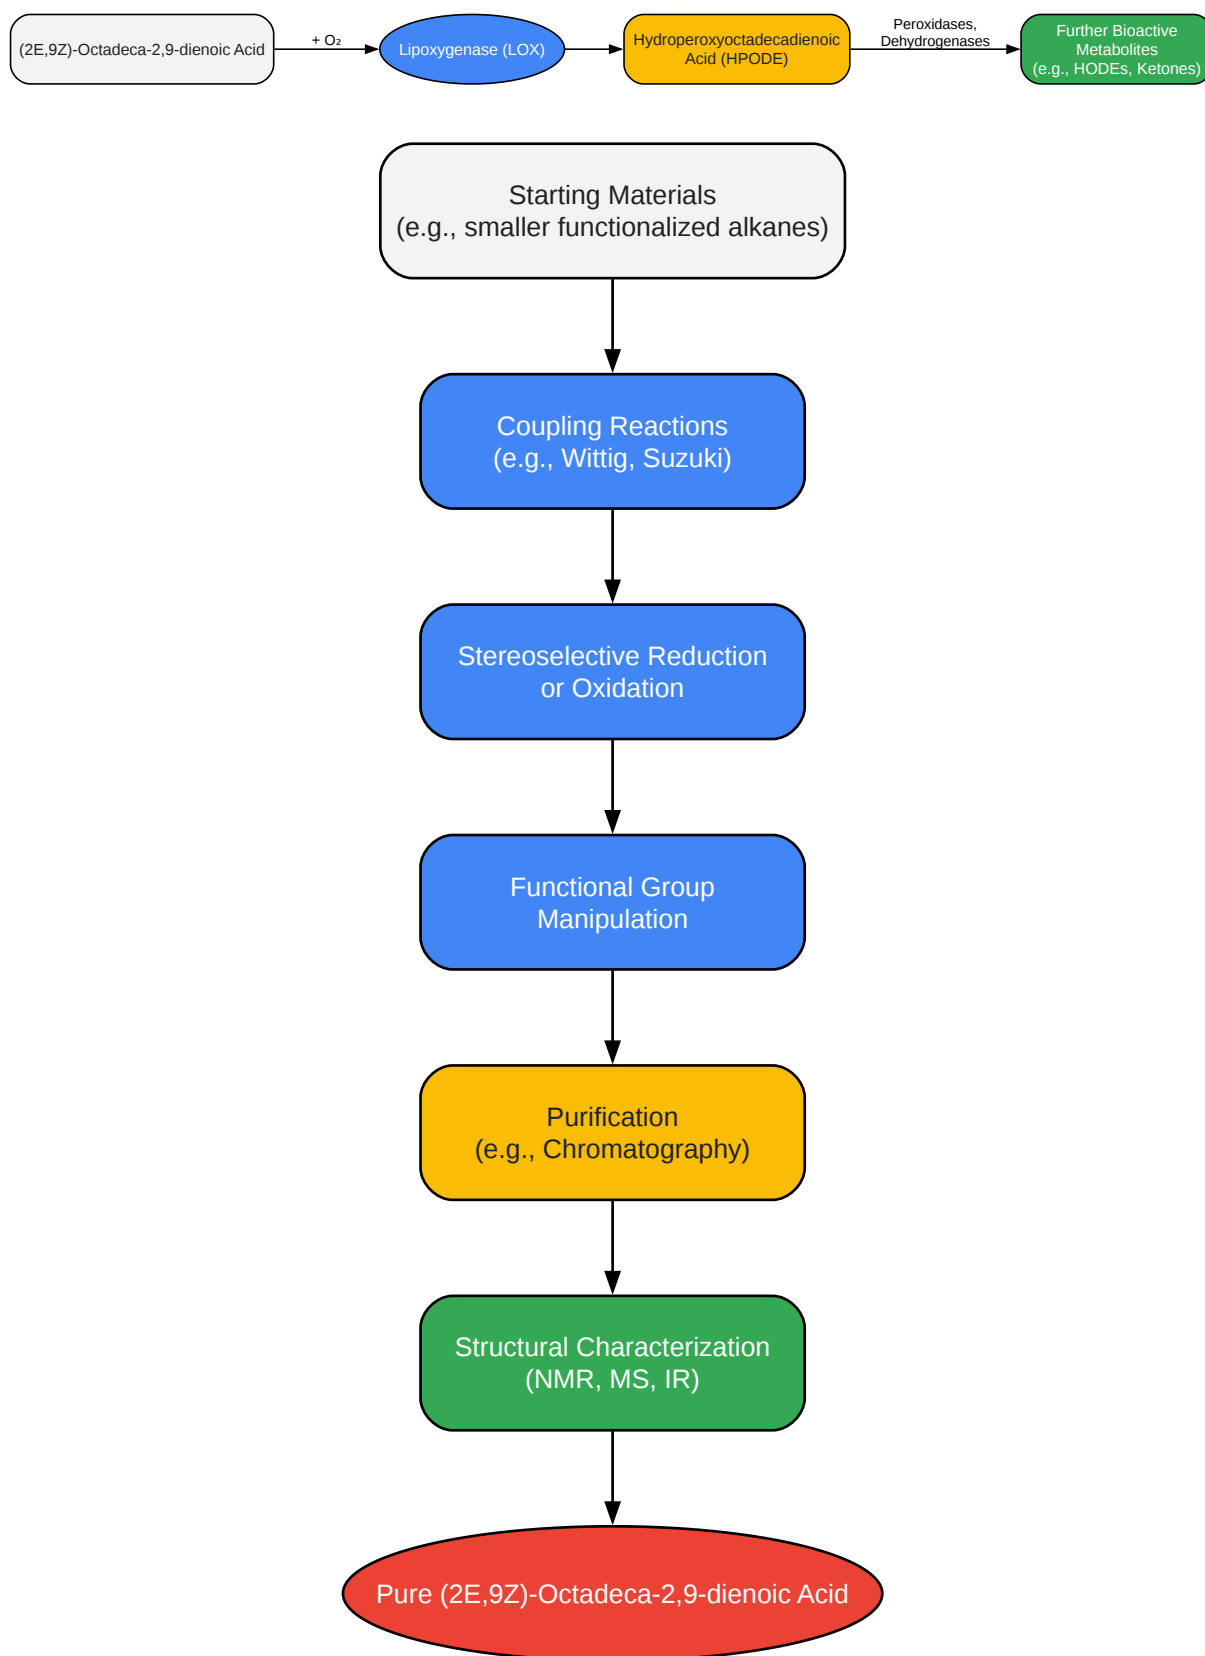 (2E,9Z)-Octadeca-2,9-dienoic Acid
+ O₂
Lipoxygenase (LOX)
Hydroperoxyoctadecadienoic
Acid (HPODE)
Peroxidases,
Dehydrogenases
Further Bioactive
Metabolites
(e.g., HODEs, Ketones)
Starting Materials
(e.g., smaller functionalized alkanes)
Coupling Reactions
(e.g., Wittig, Suzuki)
Stereoselective Reduction
or Oxidation
Functional Group
Manipulation
Purification
(e.g., Chromatography)
Structural Characterization
(NMR, MS, IR)
Pure (2E,9Z)-Octadeca-2,9-dienoic Acid